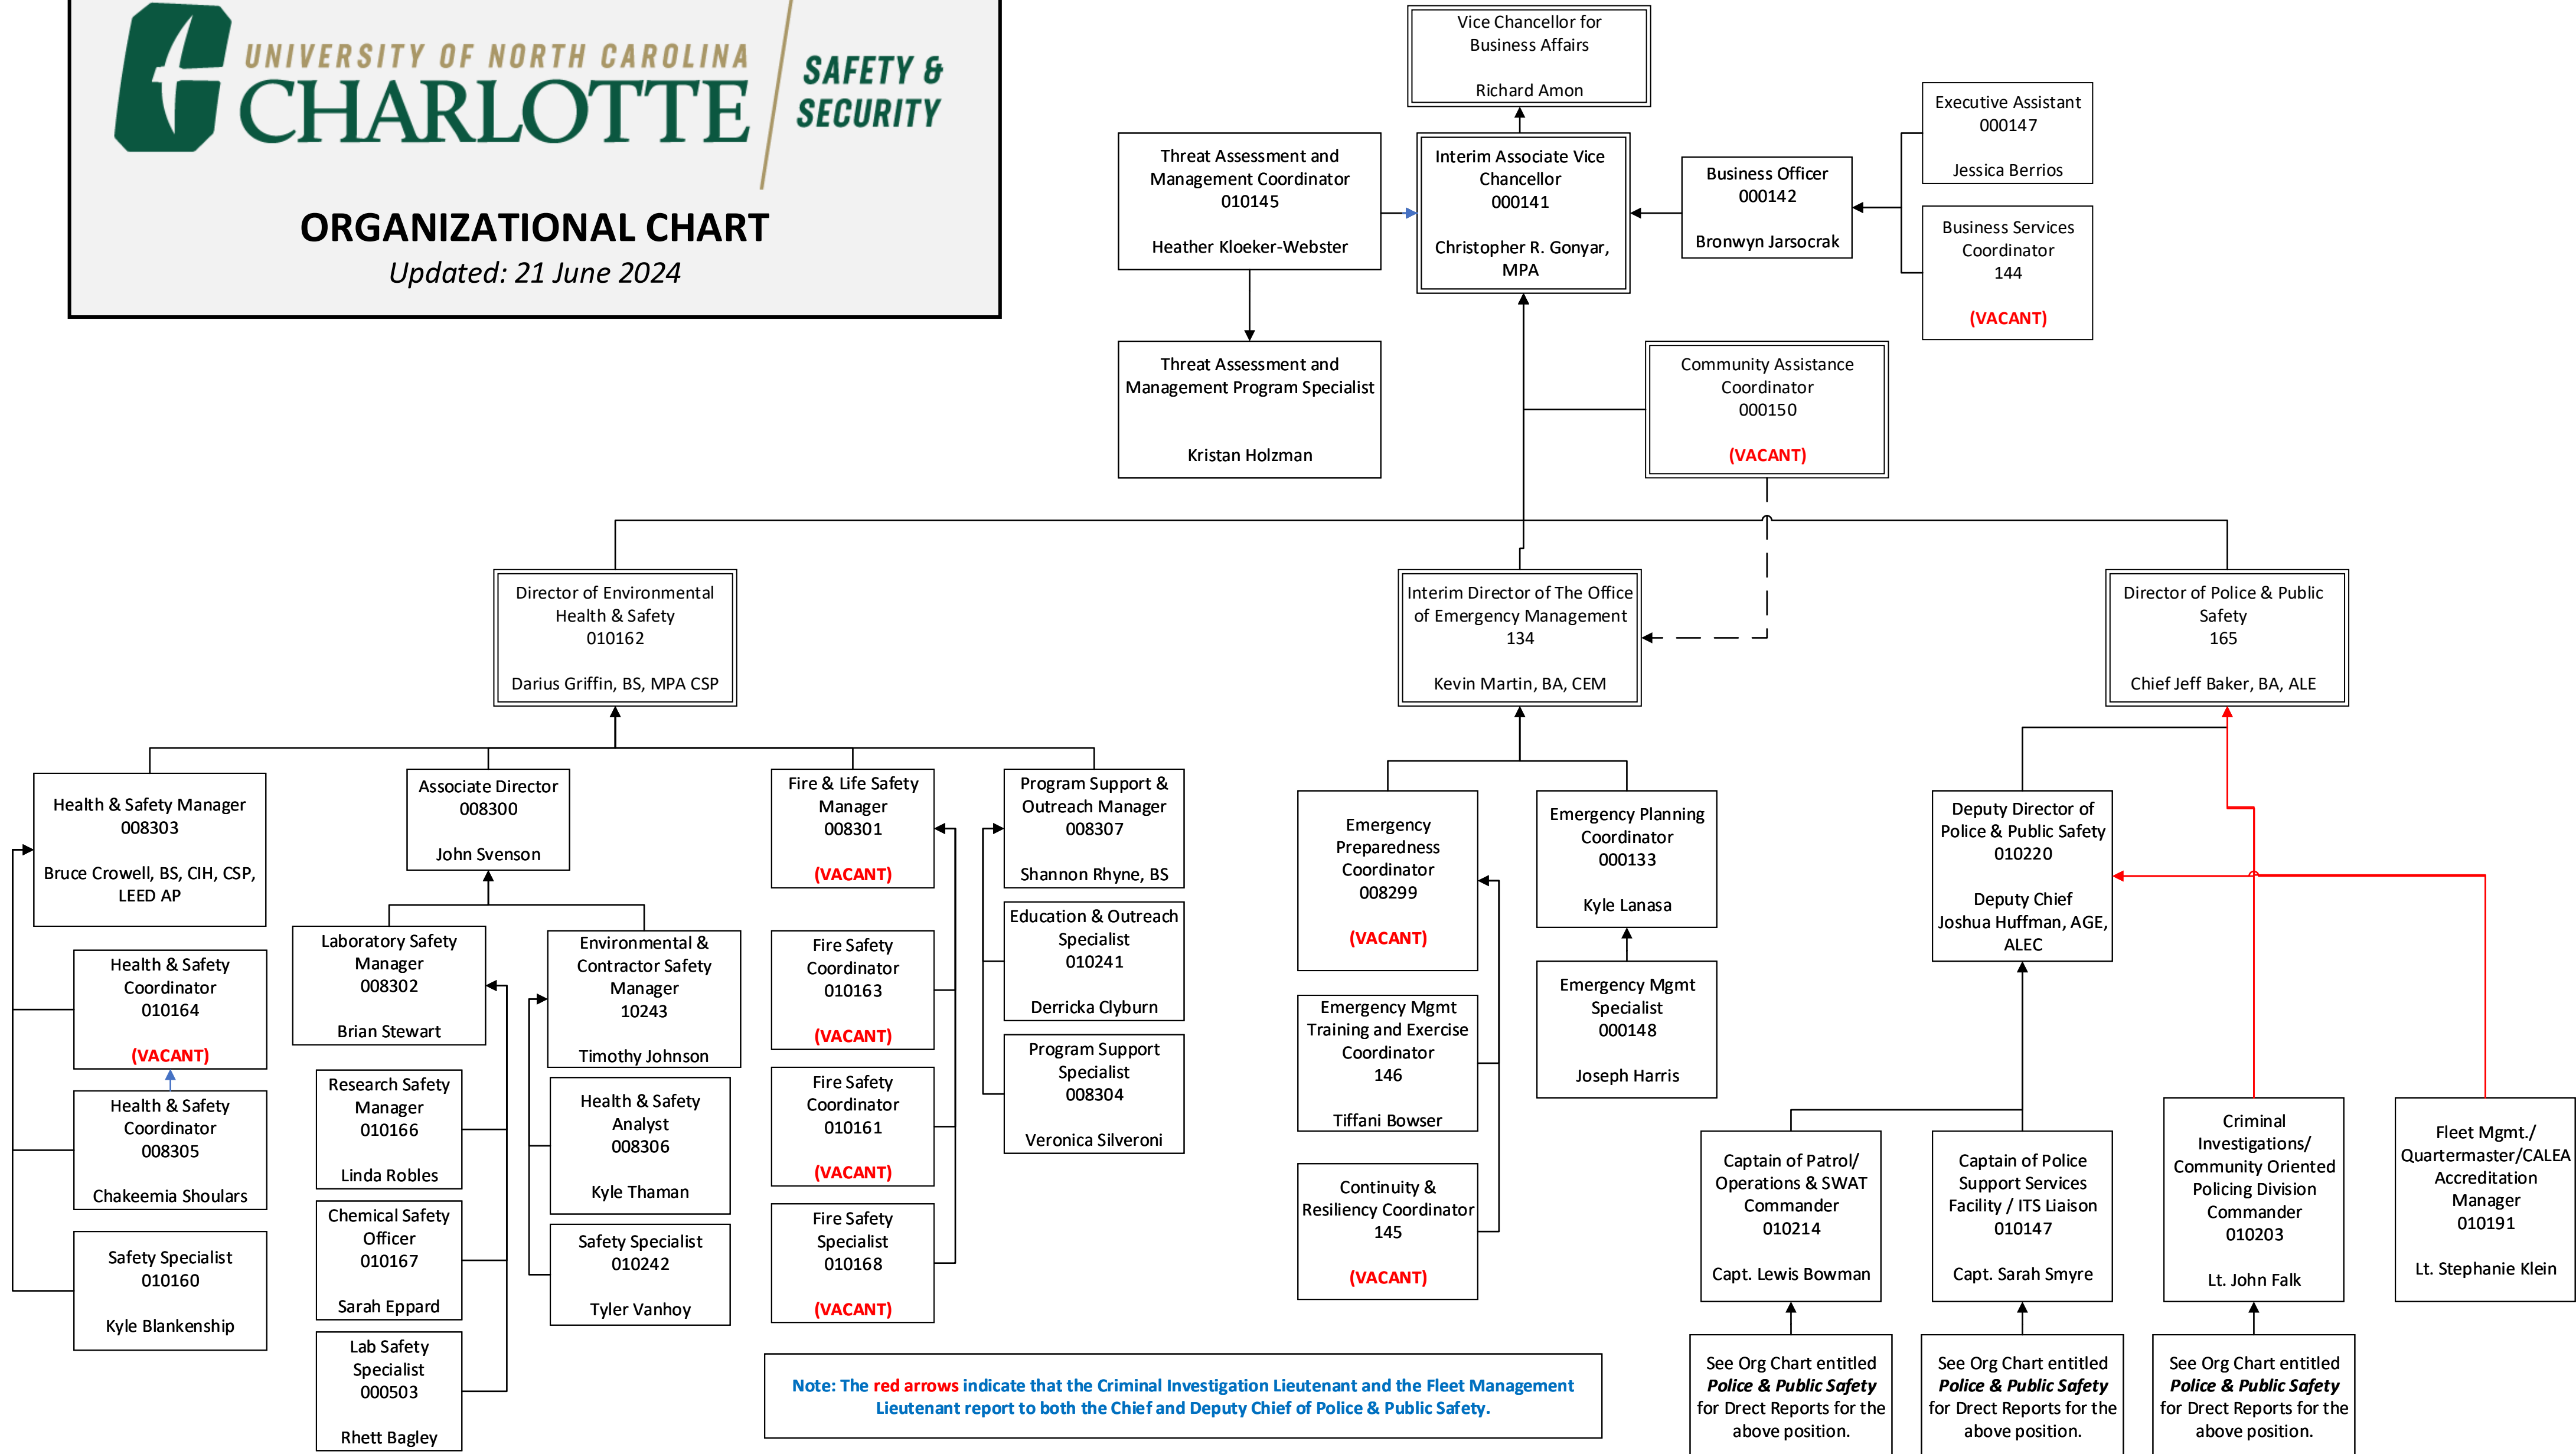 UNIVERSITY OF NORTH CAROLINA
CHARLOTTE
SAFETY &
SECURITY
ORGANIZATIONAL CHART
Updated: 21 June 2024
Vice Chancellor for
Business Affairs
Richard Amon
Threat Assessment and
Management Coordinator
010145
Heather Kloeker-Webster
Interim Associate Vice
Chancellor
000141
Christopher R. Gonyar,
MPA
Business Officer
000142
Bronwyn Jarsocrak
Executive Assistant
000147
Jessica Berrios
Business Services
Coordinator
144
(VACANT)
Threat Assessment and
Management Program Specialist
Kristan Holzman
Community Assistance
Coordinator
000150
(VACANT)
Director of Environmental
Health & Safety
010162
Darius Griffin, BS, MPA CSP
Interim Director of The Office
of Emergency Management
134
Kevin Martin, BA, CEM
Director of Police & Public
Safety
165
Chief Jeff Baker, BA, ALE
Health & Safety Manager
008303
Bruce Crowell, BS, CIH, CSP,
LEED AP
Health & Safety
Coordinator
010164
(VACANT)
Health & Safety
Coordinator
008305
Chakeemia Shoulars
Safety Specialist
010160
Kyle Blankenship
Associate Director
008300
John Svenson
Laboratory Safety
Manager
008302
Brian Stewart
Research Safety
Manager
010166
Linda Robles
Chemical Safety
Officer
010167
Sarah Eppard
Lab Safety
Specialist
000503
Rhett Bagley
Environmental &
Contractor Safety
Manager
10243
Timothy Johnson
Health & Safety
Analyst
008306
Kyle Thaman
Safety Specialist
010242
Tyler Vanhoy
Fire & Life Safety
Manager
008301
(VACANT)
Fire Safety
Coordinator
010163
(VACANT)
Fire Safety
Coordinator
010161
(VACANT)
Fire Safety
Specialist
010168
(VACANT)
Program Support &
Outreach Manager
008307
Shannon Rhyne, BS
Education & Outreach
Specialist
010241
Derricka Clyburn
Program Support
Specialist
008304
Veronica Silveroni
Emergency
Preparedness
Coordinator
008299
(VACANT)
Emergency Mgmt
Training and Exercise
Coordinator
146
Tiffani Bowser
Continuity &
Resiliency Coordinator
145
(VACANT)
Emergency Planning
Coordinator
000133
Kyle Lanasa
Emergency Mgmt
Specialist
000148
Joseph Harris
Deputy Director of
Police & Public Safety
010220
Deputy Chief
Joshua Huffman, AGE,
ALEC
Captain of Patrol/
Operations & SWAT
Commander
010214
Capt. Lewis Bowman
Captain of Police
Support Services
Facility / ITS Liaison
010147
Capt. Sarah Smyre
Criminal
Investigations/
Community Oriented
Policing Division
Commander
010203
Lt. John Falk
Fleet Mgmt./
Quartermaster/CALEA
Accreditation
Manager
010191
Lt. Stephanie Klein
See Org Chart entitled
Police & Public Safety
for Drect Reports for the
above position.
See Org Chart entitled
Police & Public Safety
for Drect Reports for the
above position.
See Org Chart entitled
Police & Public Safety
for Drect Reports for the
above position.
Note: The red arrows indicate that the Criminal Investigation Lieutenant and the Fleet Management
Lieutenant report to both the Chief and Deputy Chief of Police & Public Safety.